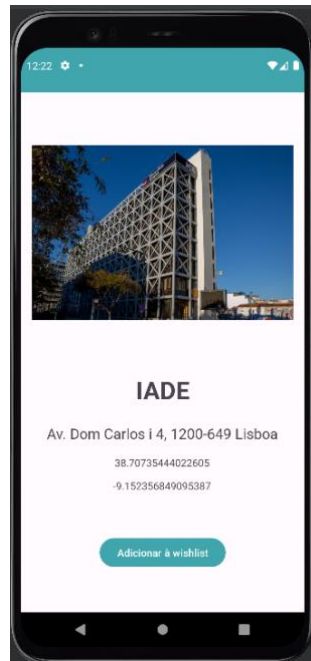 12:22
IADE
Av. Dom Carlos i 4, 1200-649 Lisboa
38.70735444022605
-9.152356849095387
Adicionar à wishlist